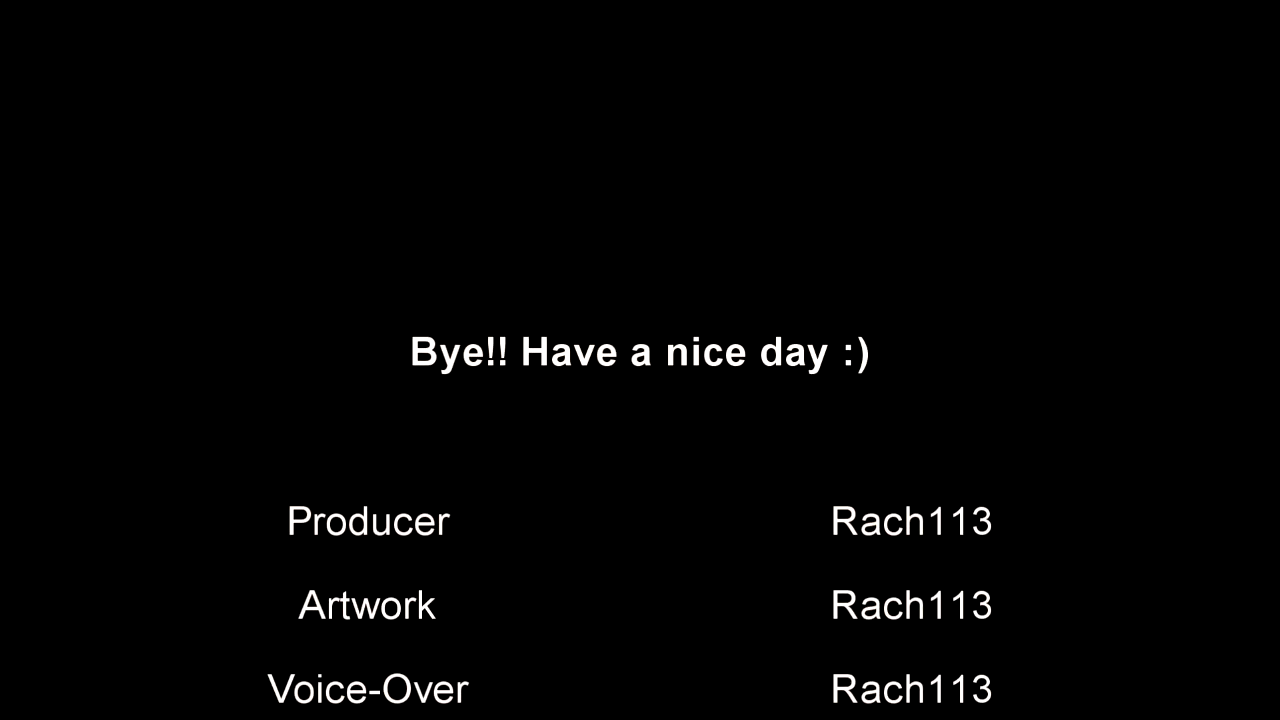 Bye!! Have a nice day :)
Producer Rach113
Artwork Rach113
Voice-Over Rach113